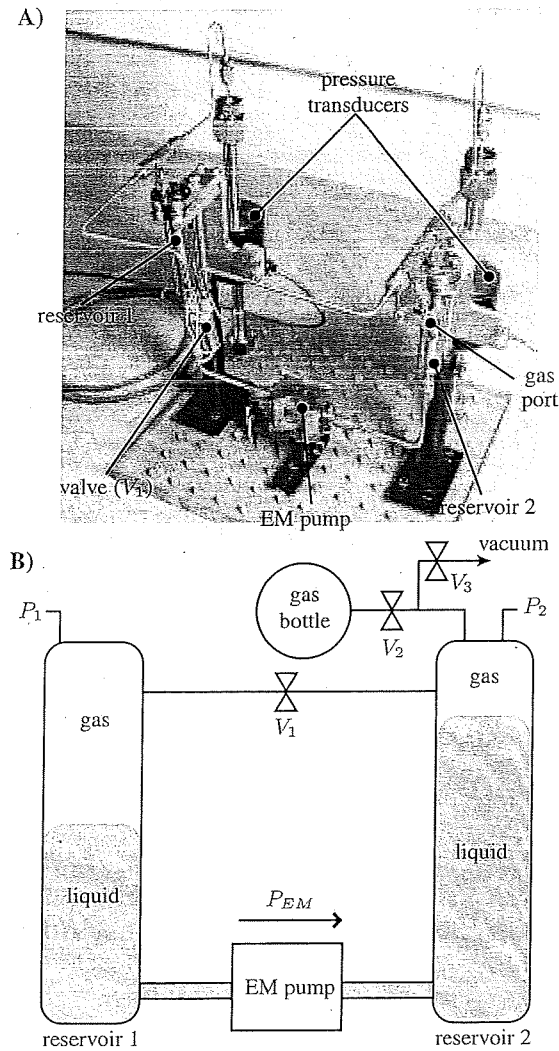 A)
pressure
transducers
reservoir 1
gas
port
valve (V₁)
EM pump
reservoir 2
B)
vacuum
V₃
gas
bottle
P₁
P₂
V₂
gas
gas
V₁
liquid
liquid
P_EM
EM pump
reservoir 1
reservoir 2